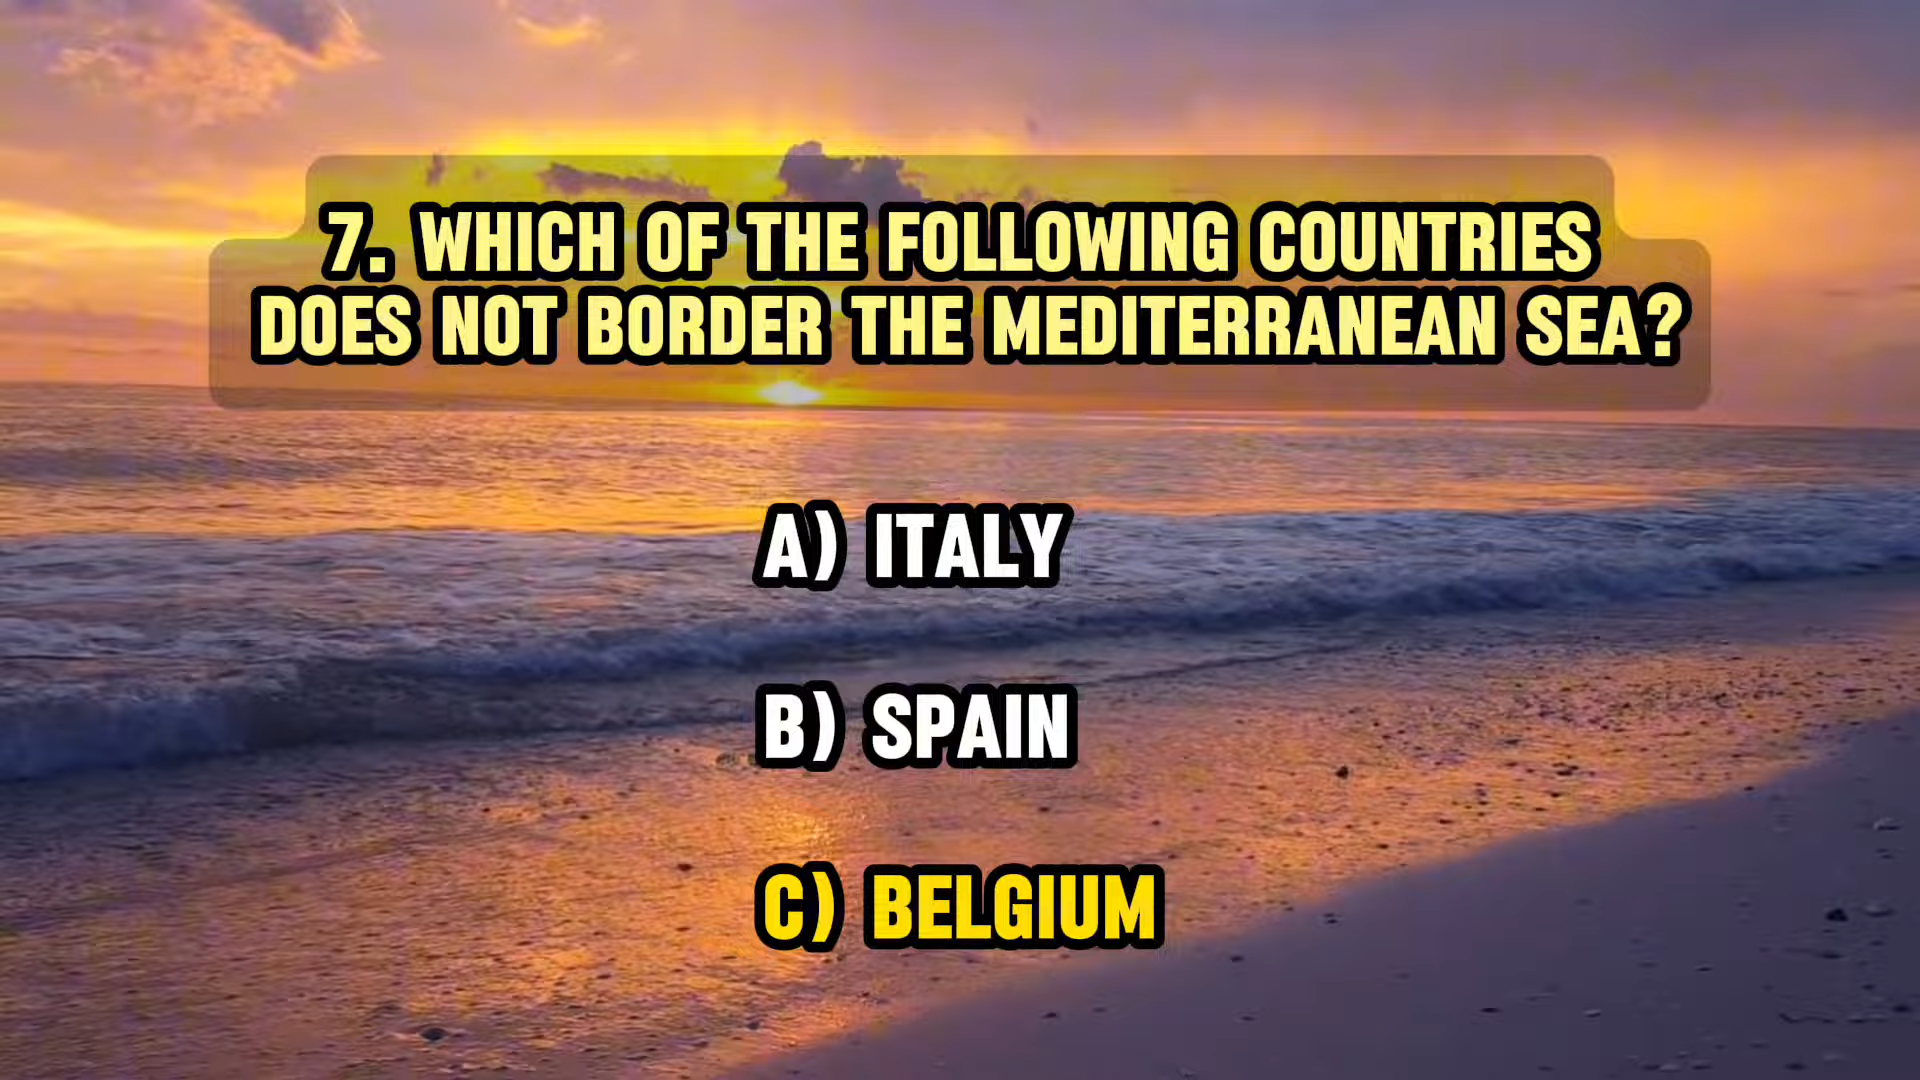 7. WHICH OF THE FOLLOWING COUNTRIES
DOES NOT BORDER THE MEDITERRANEAN SEA?
A) ITALY
B) SPAIN
C) BELGIUM